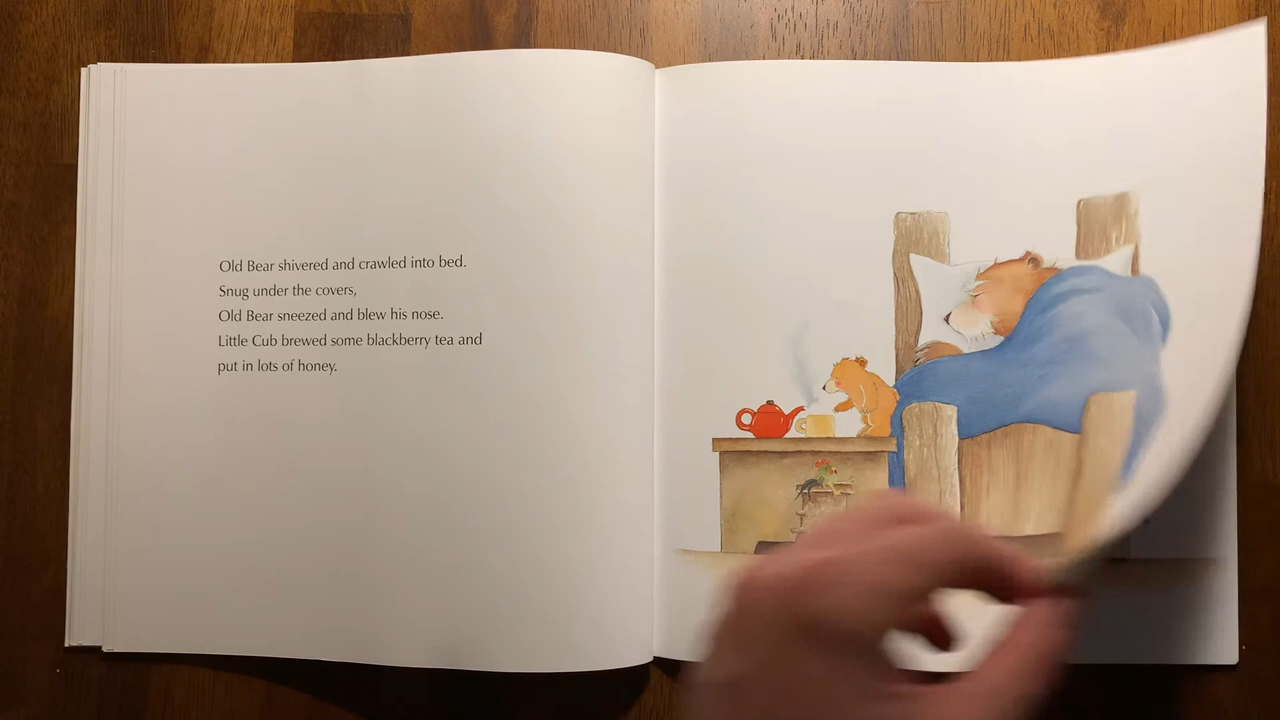 Old Bear shivered and crawled into bed.
Snug under the covers,
Old Bear sneezed and blew his nose.
Little Cub brewed some blackberry tea and
put in lots of honey.